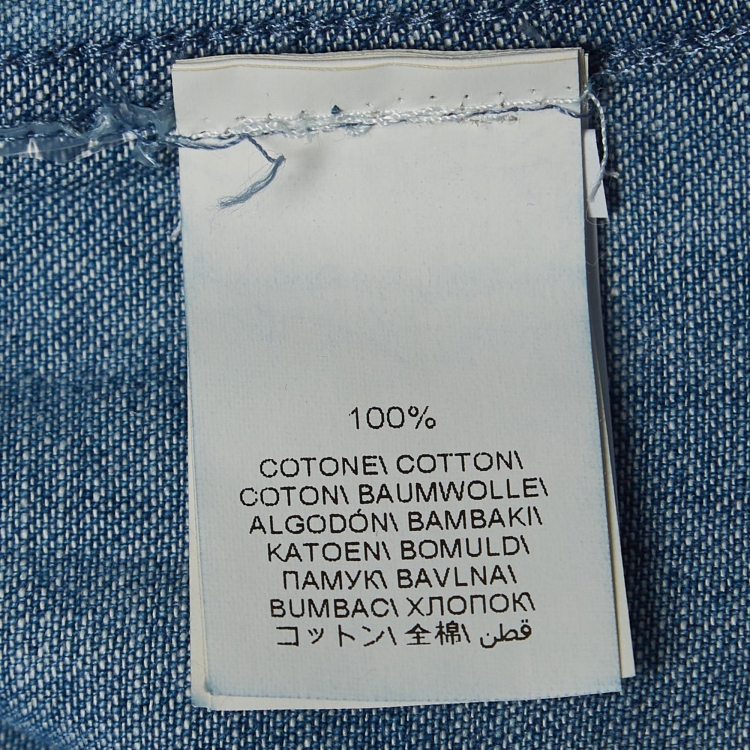 100%
COTONE\ COTTON\
COTON\ BAUMWOLLE\
ALGODÓN\ BAMBAKI\
KATOEN\ BOMULD\
ПАМУК\ BAVLNA\
BUMBAC\ ХЛОПОК\
コットン\ 全棉\ قطن